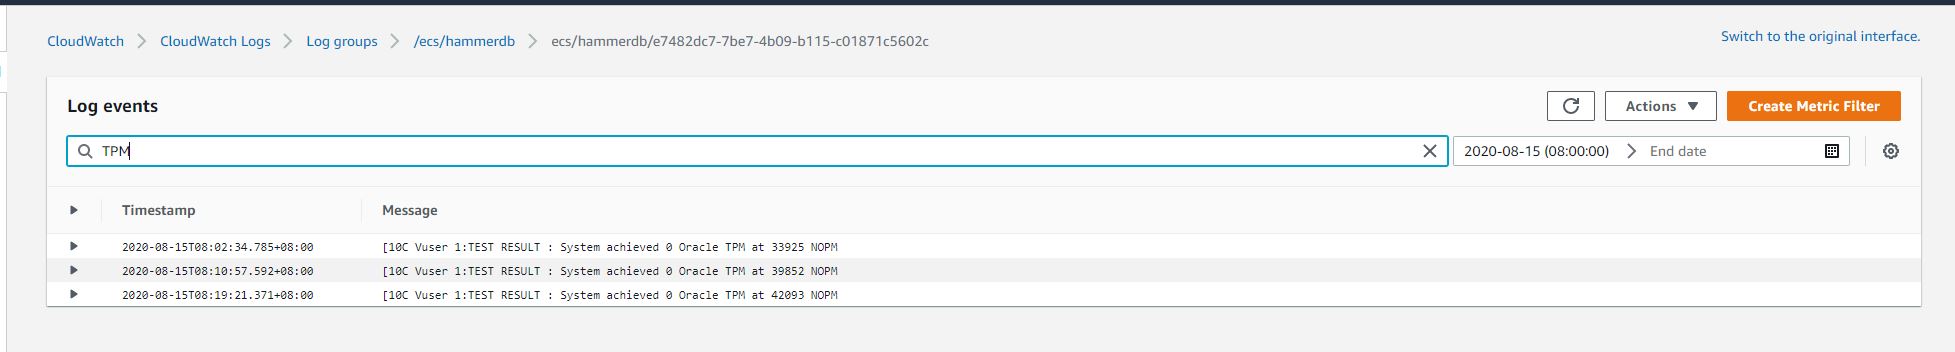 CloudWatch > CloudWatch Logs > Log groups > /ecs/hammerdb > ecs/hammerdb/e7482dc7-7be7-4b09-b115-c01871c5602c
Switch to the original interface.
Log events
Actions
Create Metric Filter
TPM
2020-08-15 (08:00:00) > End date
Timestamp Message
2020-08-15T08:02:34.785+08:00 [10C Vuser 1:TEST RESULT : System achieved 0 Oracle TPM at 33925 NOPM
2020-08-15T08:10:57.592+08:00 [10C Vuser 1:TEST RESULT : System achieved 0 Oracle TPM at 39852 NOPM
2020-08-15T08:19:21.371+08:00 [10C Vuser 1:TEST RESULT : System achieved 0 Oracle TPM at 42093 NOPM